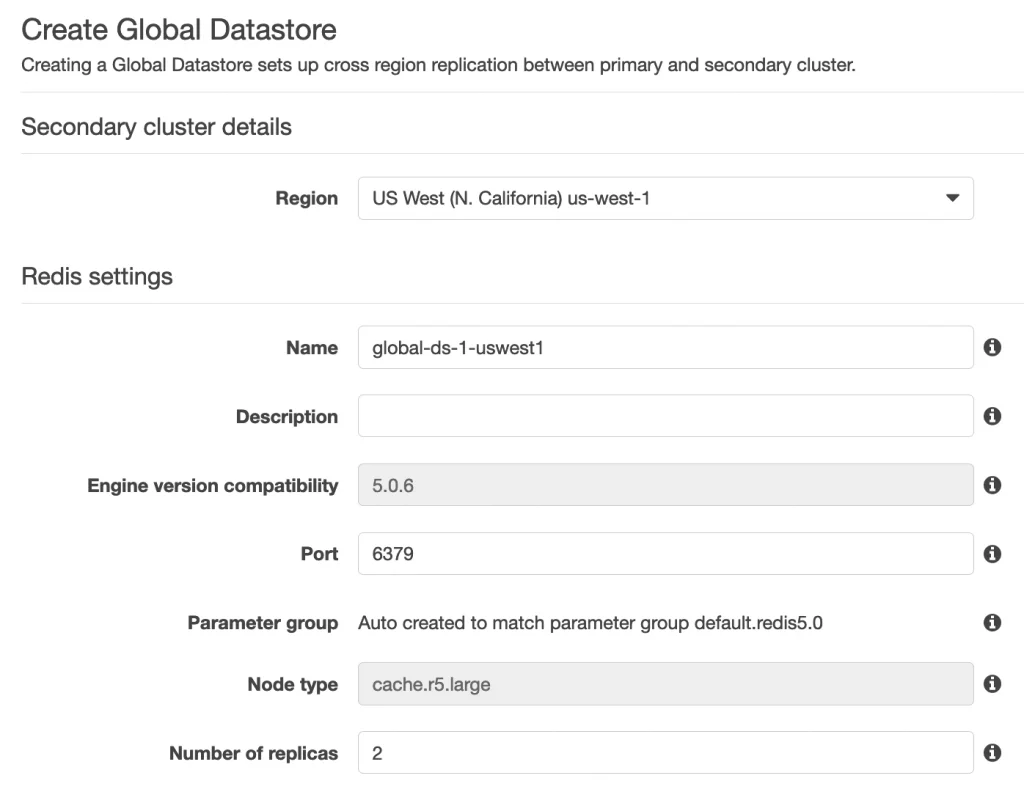 Create Global Datastore
Creating a Global Datastore sets up cross region replication between primary and secondary cluster.
Secondary cluster details
Region US West (N. California) us-west-1
Redis settings
Name global-ds-1-uswest1
Description
Engine version compatibility 5.0.6
Port 6379
Parameter group Auto created to match parameter group default.redis5.0
Node type cache.r5.large
Number of replicas 2